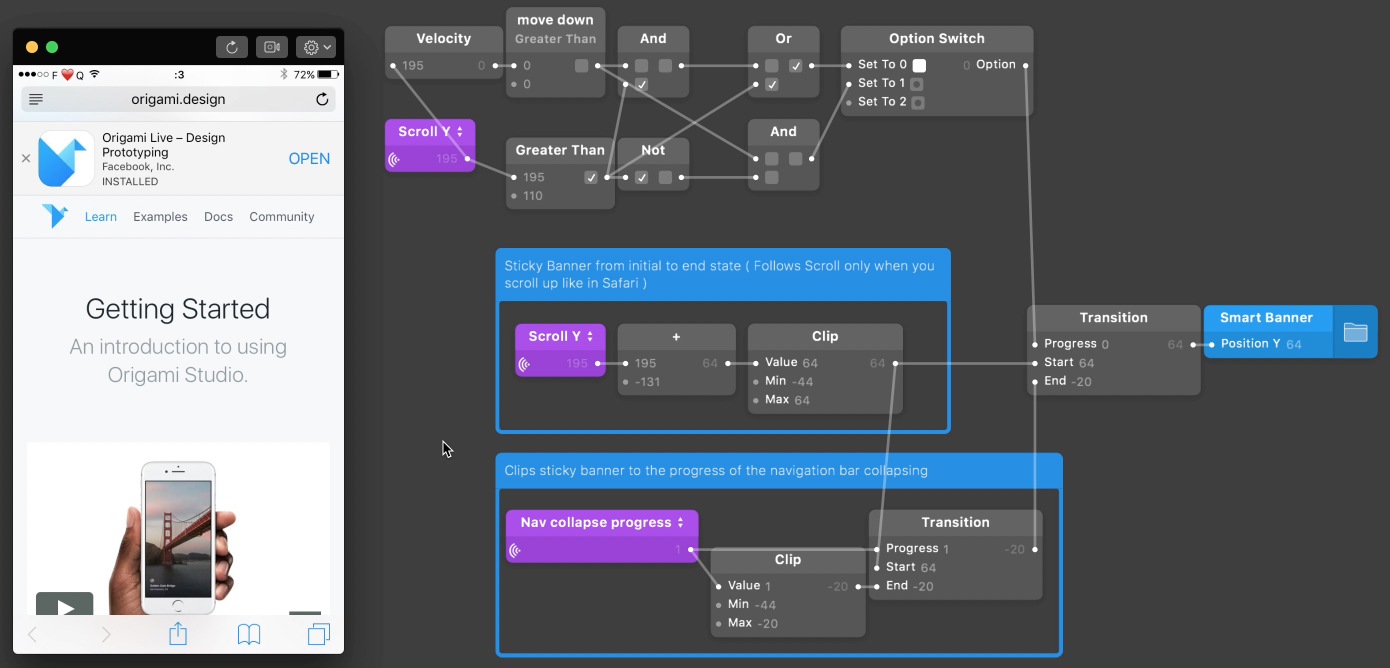 F ❤️ Q
:3
72%
origami.design
Origami Live – Design
Prototyping
Facebook, Inc.
INSTALLED
OPEN
Learn
Examples
Docs
Community
Getting Started
An introduction to using
Origami Studio.
Velocity
195
0
move down
Greater Than
0
0
And
Or
Option Switch
Set To 0
0
Option
Set To 1
Set To 2
Scroll Y
195
Greater Than
195
110
Not
And
Sticky Banner from initial to end state ( Follows Scroll only when you
scroll up like in Safari )
Scroll Y
195
+
195
64
-131
Clip
Value 64
64
Min -44
Max 64
Transition
Progress 0
64
Start 64
End -20
Smart Banner
Position Y 64
Clips sticky banner to the progress of the navigation bar collapsing
Nav collapse progress
1
Clip
Value 1
-20
Min -44
Max -20
Transition
Progress 1
-20
Start 64
End -20